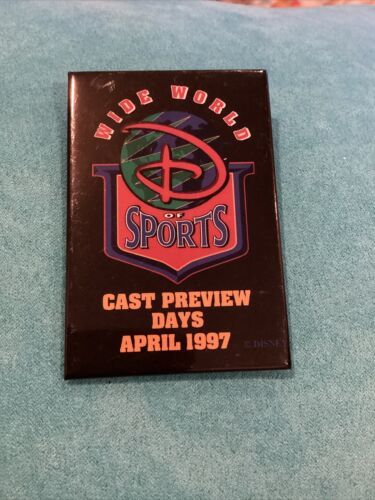 WIDE WORLD
D
OF
SPORTS
CAST PREVIEW
DAYS
APRIL 1997
© DISNEY